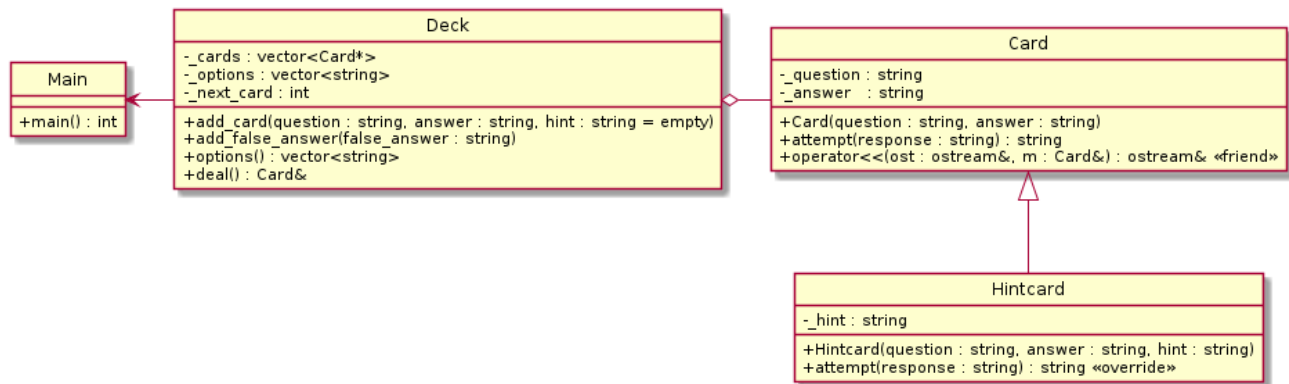 Main
+main() : int
Deck
-_cards : vector<Card*>
-_options : vector<string>
-_next_card : int
+add_card(question : string, answer : string, hint : string = empty)
+add_false_answer(false_answer : string)
+options() : vector<string>
+deal() : Card&
Card
-_question : string
-_answer : string
+Card(question : string, answer : string)
+attempt(response : string) : string
+operator<<(ost : ostream&, m : Card&) : ostream& «friend»
Hintcard
-_hint : string
+Hintcard(question : string, answer : string, hint : string)
+attempt(response : string) : string «override»